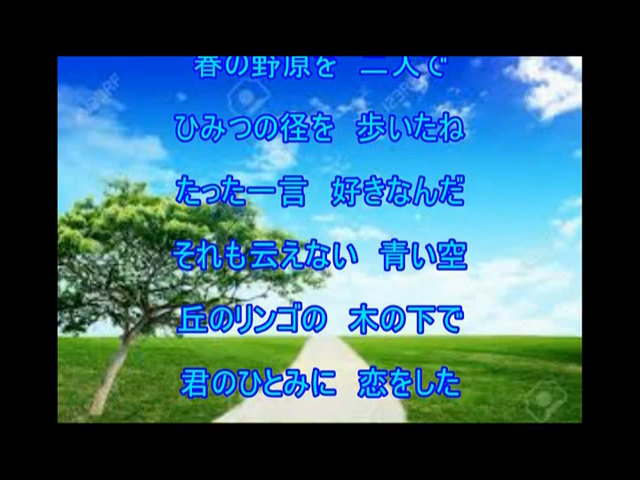 春の野原を　二人で
ひみつの径を　歩いたね
たった一言　好きなんだ
それも云えない　青い空
丘のリンゴの　木の下で
君のひとみに　恋をした
123RF